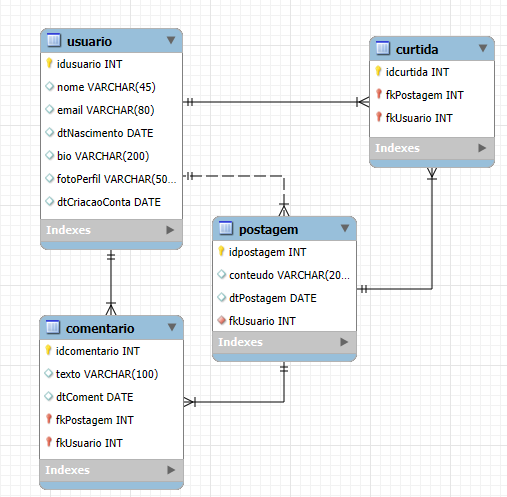 usuario
idusuario INT
nome VARCHAR(45)
email VARCHAR(80)
dtNascimento DATE
bio VARCHAR(200)
fotoPerfil VARCHAR(50...
dtCriacaoConta DATE
Indexes
curtida
idcurtida INT
fkPostagem INT
fkUsuario INT
Indexes
postagem
idpostagem INT
conteudo VARCHAR(20...
dtPostagem DATE
fkUsuario INT
Indexes
comentario
idcomentario INT
texto VARCHAR(100)
dtComent DATE
fkPostagem INT
fkUsuario INT
Indexes